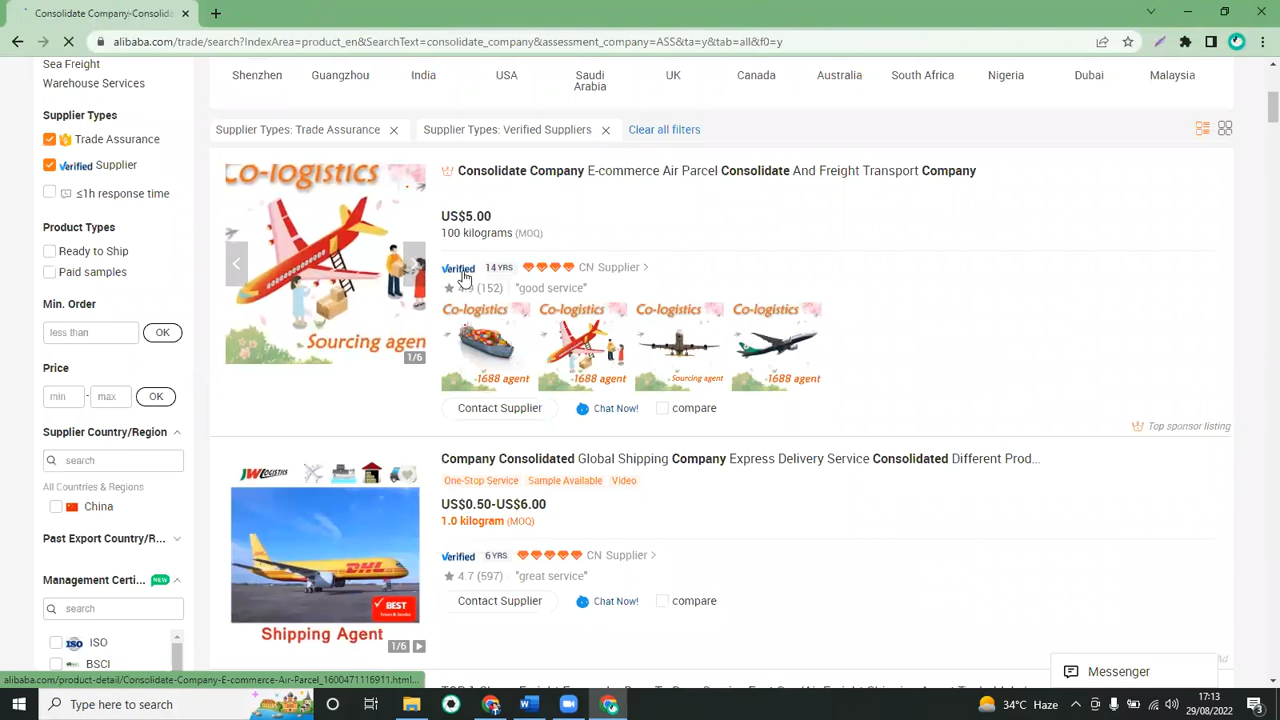 Consolidate Company-
alibaba.com/trade/search?IndexArea=product_en&SearchText=consolidate_company&assessment_company=ASS&ta=y&tab=all&f0=y
Sea Freight
Warehouse Services
Supplier Types
Trade Assurance
Verified Supplier
≤1h response time
Product Types
Ready to Ship
Paid samples
Min. Order
less than OK
Price
min - max OK
Supplier Country/Region
search
All Countries & Regions
China
Past Export Country/R...
Management Certi... NEW
search
ISO
BSCI
Shenzhen Guangzhou India USA Saudi Arabia UK Canada Australia South Africa Nigeria Dubai Malaysia
Supplier Types: Trade Assurance Supplier Types: Verified Suppliers Clear all filters
Co-logistics
Sourcing agen
1/6
Consolidate Company E-commerce Air Parcel Consolidate And Freight Transport Company
US$5.00
100 kilograms (MOQ)
Verified 14 YRS CN Supplier >
(152) "good service"
Co-logistics Co-logistics Co-logistics Co-logistics
1688 agent 1688 agent Sourcing agent 1688 agent
Contact Supplier Chat Now! compare
Top sponsor listing
JWLOGISTICS
DHL
BEST
Shipping Agent
1/6
Company Consolidated Global Shipping Company Express Delivery Service Consolidated Different Prod...
One-Stop Service Sample Available Video
US$0.50-US$6.00
1.0 kilogram (MOQ)
Verified 6 YRS CN Supplier >
4.7 (597) "great service"
Contact Supplier Chat Now! compare
Messenger
alibaba.com/product-detail/Consolidate-Company-E-commerce-Air-Parcel_1600471116911.html...
Type here to search
34°C Haze
17:13
29/08/2022
3